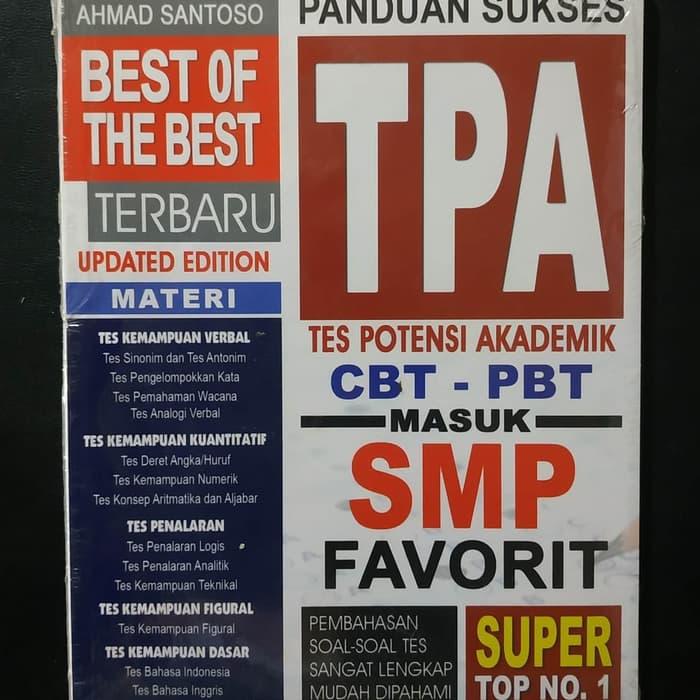 AHMAD SANTOSO
BEST OF
THE BEST
TERBARU
UPDATED EDITION
MATERI
TES KEMAMPUAN VERBAL
Tes Sinonim dan Tes Antonim
Tes Pengelompokkan Kata
Tes Pemahaman Wacana
Tes Analogi Verbal
TES KEMAMPUAN KUANTITATIF
Tes Deret Angka/Huruf
Tes Kemampuan Numerik
Tes Konsep Aritmatika dan Aljabar
TES PENALARAN
Tes Penalaran Logis
Tes Penalaran Analitik
Tes Kemampuan Teknikal
TES KEMAMPUAN FIGURAL
Tes Kemampuan Figural
TES KEMAMPUAN DASAR
Tes Bahasa Indonesia
Tes Bahasa Inggris
PANDUAN SUKSES
TPA
TES POTENSI AKADEMIK
CBT - PBT
MASUK
SMP
FAVORIT
PEMBAHASAN
SOAL-SOAL TES
SANGAT LENGKAP
MUDAH DIPAHAMI
SUPER
TOP NO. 1